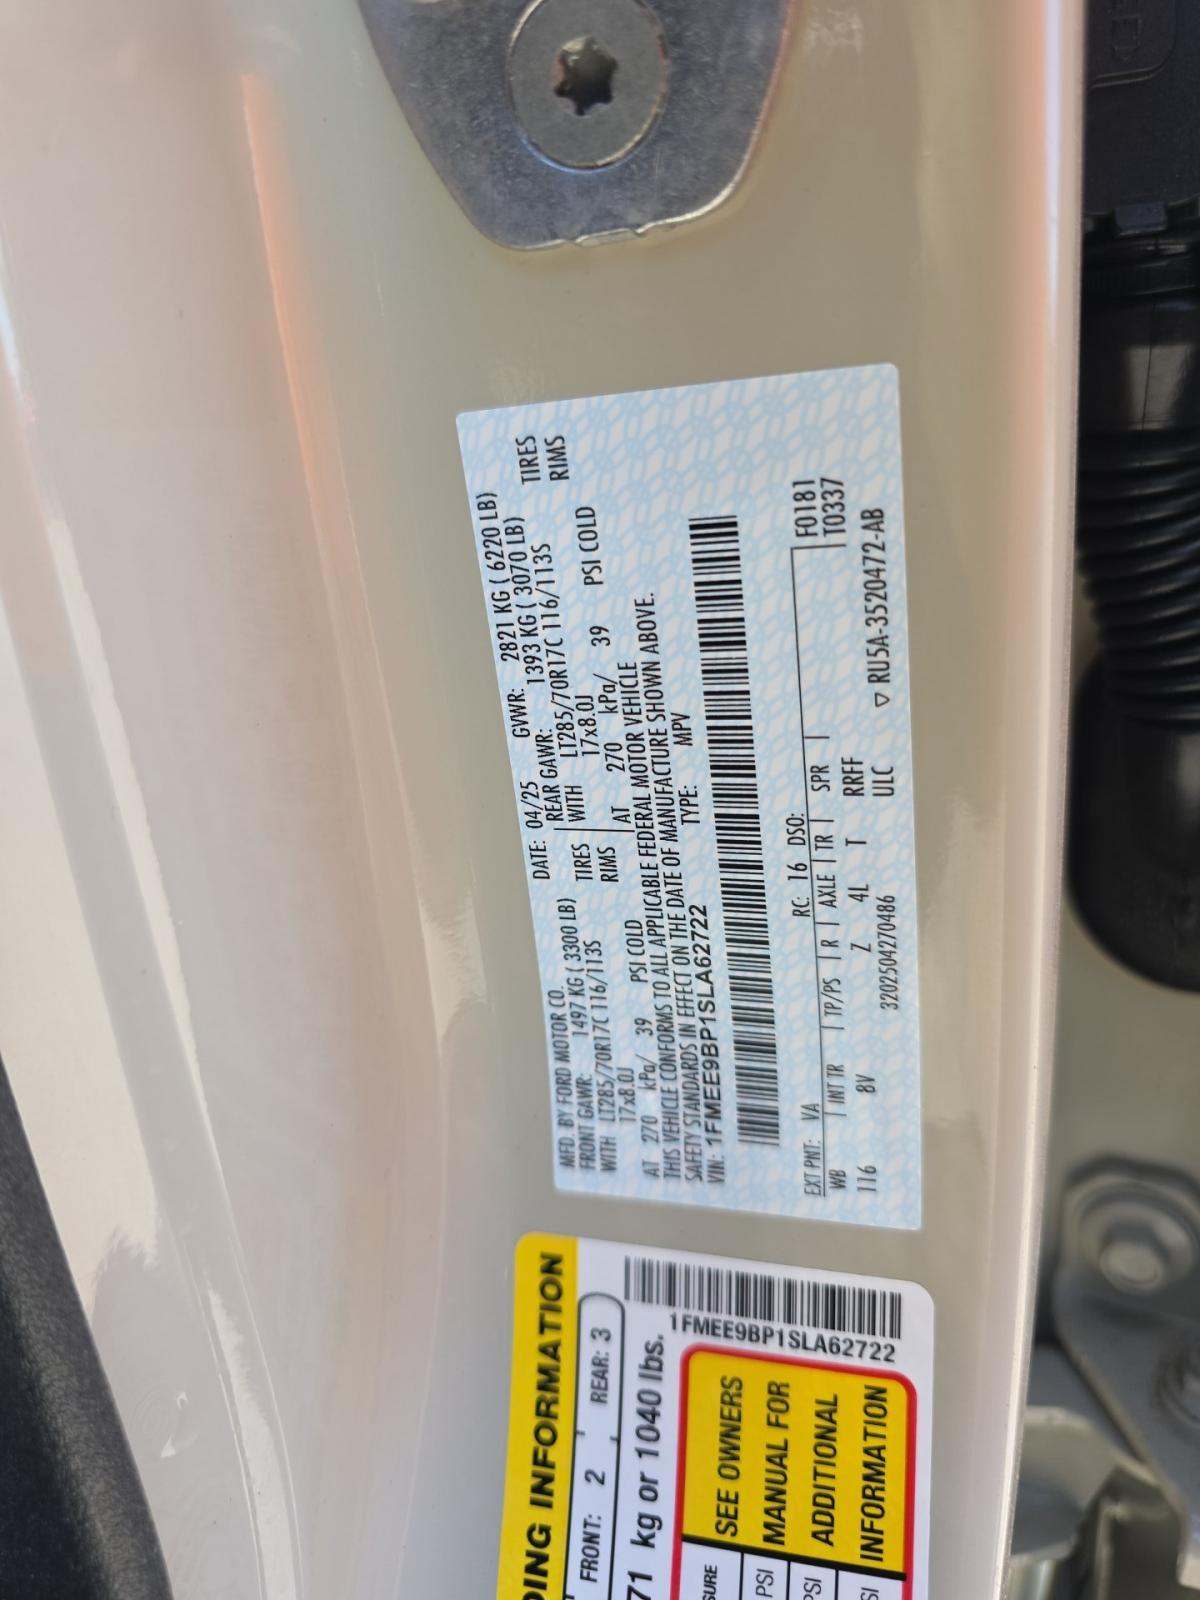 MFD. BY FORD MOTOR CO.
DATE: 04/25 GVWR: 2821 KG ( 6220 LB)
FRONT GAWR: 1497 KG ( 3300 LB) REAR GAWR: 1393 KG ( 3070 LB)
WITH LT285/70R17C 116/113S TIRES WITH LT285/70R17C 116/113S TIRES
17x8.0J RIMS 17x8.0J RIMS
AT 270 kPa/ 39 PSI COLD AT 270 kPa/ 39 PSI COLD
THIS VEHICLE CONFORMS TO ALL APPLICABLE FEDERAL MOTOR VEHICLE
SAFETY STANDARDS IN EFFECT ON THE DATE OF MANUFACTURE SHOWN ABOVE.
VIN: 1FMEE9BP1SLA62722 TYPE: MPV
EXT PNT: VA RC: 16 DSO: F0181
WB INT TR TP/PS R AXLE TR SPR T0337
116 8V Z 4L T RRFF
3202504270486 ULC ▽ RU5A-3520472-AB
DING INFORMATION
FRONT: 2 REAR: 3
71 kg or 1040 lbs.
1FMEE9BP1SLA62722
SURE
PSI
PSI
SI
SEE OWNERS
MANUAL FOR
ADDITIONAL
INFORMATION